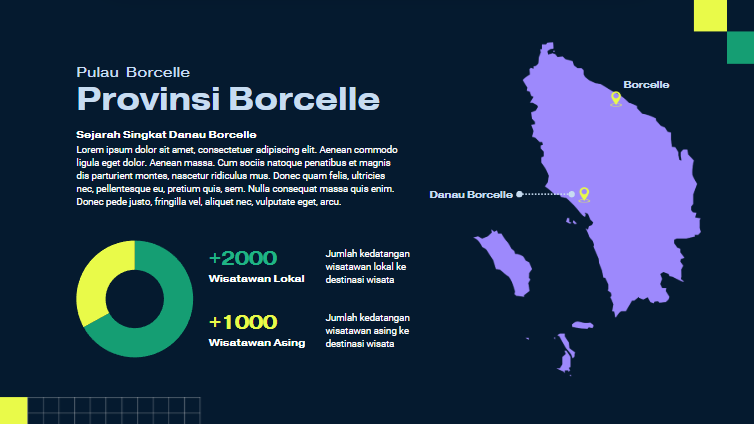 Pulau Borcelle
Provinsi Borcelle
Sejarah Singkat Danau Borcelle
Lorem ipsum dolor sit amet, consectetuer adipiscing elit. Aenean commodo
ligula eget dolor. Aenean massa. Cum sociis natoque penatibus et magnis
dis parturient montes, nascetur ridiculus mus. Donec quam felis, ultricies
nec, pellentesque eu, pretium quis, sem. Nulla consequat massa quis enim.
Donec pede justo, fringilla vel, aliquet nec, vulputate eget, arcu.
+2000
Wisatawan Lokal
Jumlah kedatangan
wisatawan lokal ke
destinasi wisata
+1000
Wisatawan Asing
Jumlah kedatangan
wisatawan asing ke
destinasi wisata
Borcelle
Danau Borcelle